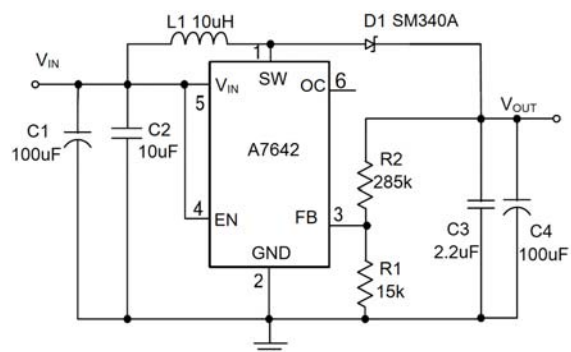 L1 10uH
D1 SM340A
VIN
1
SW
OC
6
VIN
5
VOUT
C1
100uF
C2
10uF
A7642
R2
285k
4
EN
FB
3
C3
2.2uF
C4
100uF
GND
2
R1
15k